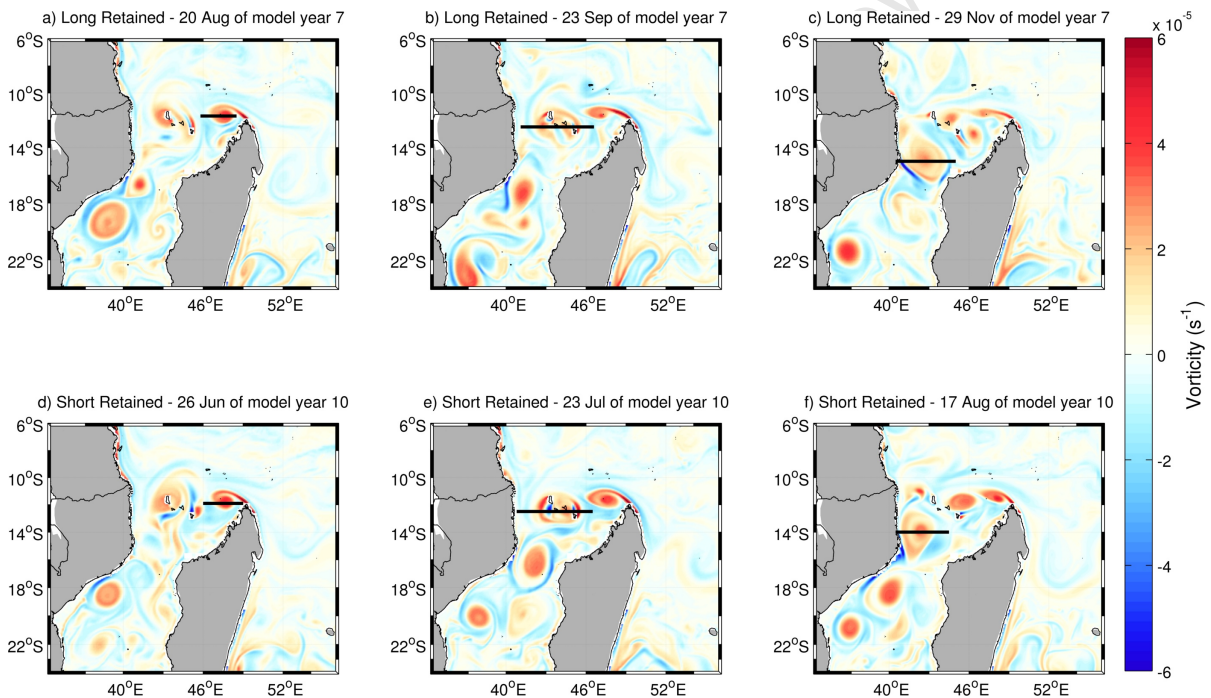 a) Long Retained - 20 Aug of model year 7
b) Long Retained - 23 Sep of model year 7
c) Long Retained - 29 Nov of model year 7
x 10^-5
6°S
10°S
14°S
18°S
22°S
40°E 46°E 52°E
6°S
10°S
14°S
18°S
22°S
40°E 46°E 52°E
6°S
10°S
14°S
18°S
22°S
40°E 46°E 52°E
d) Short Retained - 26 Jun of model year 10
e) Short Retained - 23 Jul of model year 10
f) Short Retained - 17 Aug of model year 10
6°S
10°S
14°S
18°S
22°S
40°E 46°E 52°E
6°S
10°S
14°S
18°S
22°S
40°E 46°E 52°E
6°S
10°S
14°S
18°S
22°S
40°E 46°E 52°E
6
4
2
0
-2
-4
-6
Vorticity (s^-1)